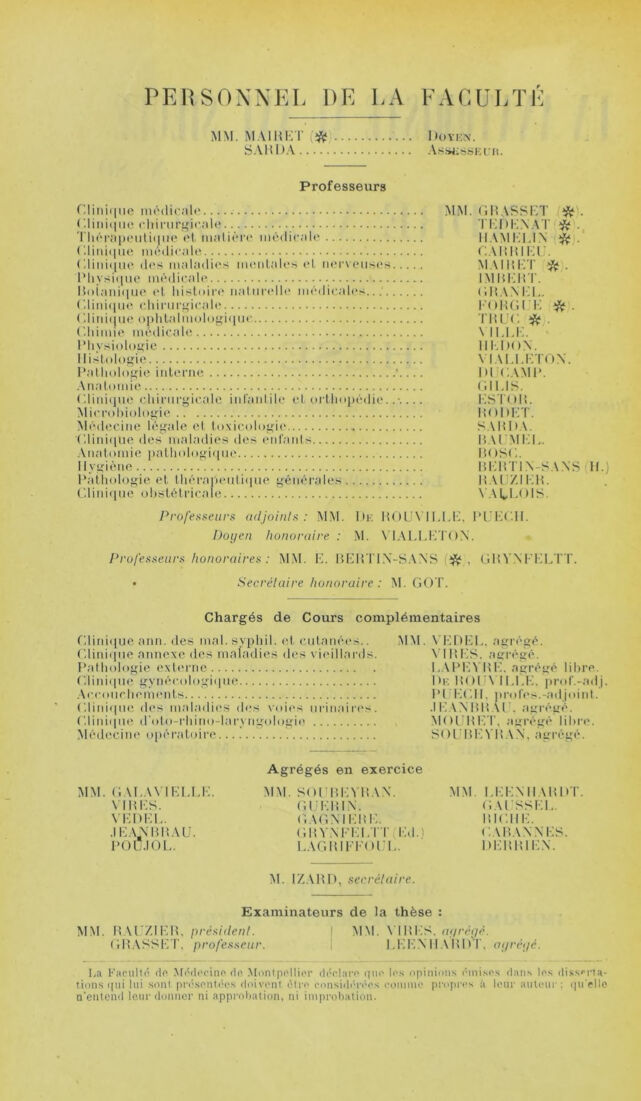 PERSONNEL DE LA FACULTÉ
MM. MAIRET (✻) ............ DOYEN.
SARDA ................ ASSESSEUR.
Professeurs
Clinique médicale ............ MM. GRASSET (✻).
Clinique chirurgicale ............ TEDENAT (✻).
Thérapeutique et matière médicale ............ HAMELIN (✻).
Clinique médicale ............ CARRIEU.
Clinique des maladies mentales et nerveuses ..... MAIRET (✻).
Physique médicale ............ IMBERT.
Botanique et histoire naturelle médicales ........ GRANEL.
Clinique chirurgicale ............ FORGUE (✻).
Clinique ophtalmologique ............ TRUC ✻.
Chimie médicale ............ VILLE.
Physiologie ............ HEDON.
Histologie ............ VIALLETON.
Pathologie interne ............ DUCAMP.
Anatomie ............ GILIS.
Clinique chirurgicale infantile et orthopédie ...... ESTOR.
Microbiologie ............ RODET.
Médecine légale et toxicologie ............ SARDA.
Clinique des maladies des enfants ............ BAUMEL.
Anatomie pathologique ............ BOSC.
Hygiène ............ BERTIN-SANS (H.)
Pathologie et thérapeutique générales ............ RAUZIER.
Clinique obstétricale ............ VALLOIS.
Professeurs adjoints : MM. DE ROUVILLE, PUECH.
Doyen honoraire : M. VIALLETON.
Professeurs honoraires : MM. E. BERTIN-SANS (✻), GRYNFELTT.
Secrétaire honoraire : M. GOT.
Chargés de Cours complémentaires
Clinique ann. des mal. syphil. et cutanées.. MM. VEDEL, agrégé.
Clinique annexe des maladies des vieillards. VIRES, agrégé.
Pathologie externe ............ LAPEYRE, agrégé libre.
Clinique gynécologique ............ DE ROUVILLE, prof.-adj.
Accouchements ............ PUECH, profes.-adjoint.
Clinique des maladies des voies urinaires. JEANBRAU, agrégé.
Clinique d'oto-rhino-laryngologie .......... MOURET, agrégé libre.
Médecine opératoire ............ SOUBEYRAN, agrégé.
Agrégés en exercice
MM. GALAVIELLE. MM. SOUBEYRAN. MM. LEENHARDT.
VIRES. GUERIN. GAUSSEL.
VEDEL. GAGNIERE. RICHE.
JEANBRAU. GRYNFELTT (Ed.) CABANNES.
POUJOL. LAGRIFFOUL. DERRIEN.
M. IZARD, secrétaire.
Examinateurs de la thèse :
MM. RAUZIER, président. | MM. VIRES, agrégé.
GRASSET, professeur. | LEENHARDT, agrégé.
La Faculté de Médecine de Montpellier déclare que les opinions émises dans les disserta-
tions qui lui sont présentées doivent être considérées comme propres à leur auteur ; qu'elle
n'entend leur donner ni approbation, ni improbation.